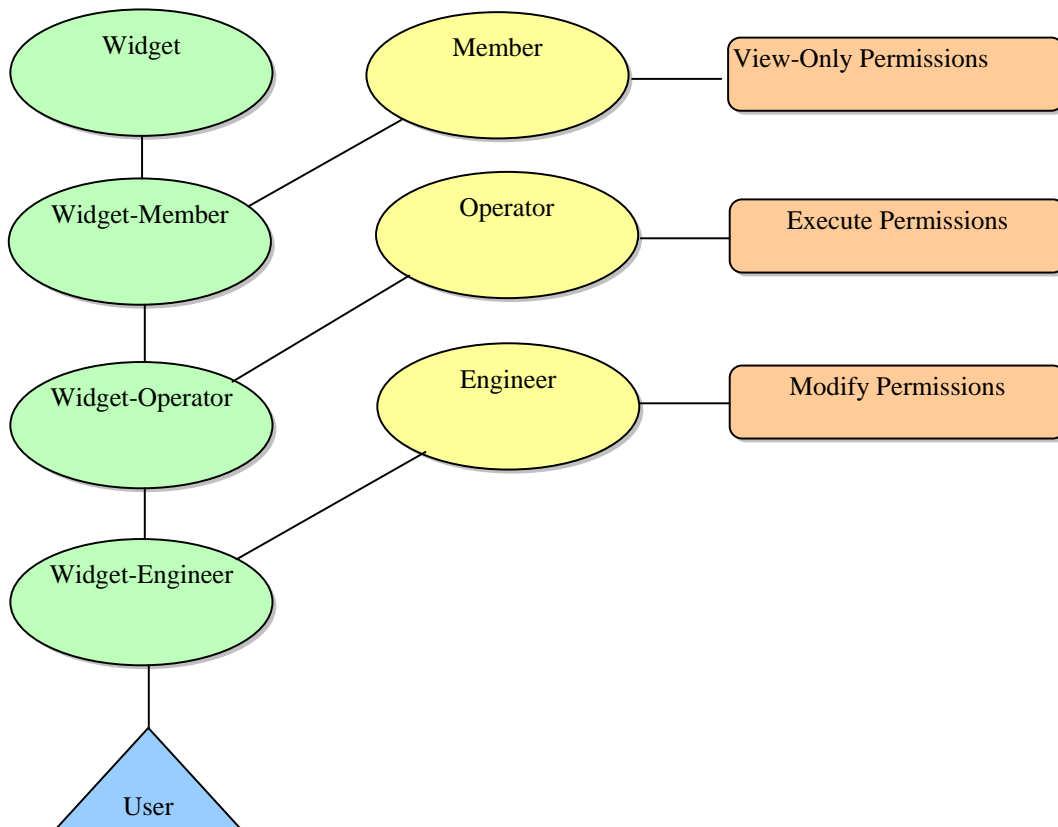 Widget
Member
View-Only Permissions
Widget-Member
Operator
Execute Permissions
Widget-Operator
Engineer
Modify Permissions
Widget-Engineer
User